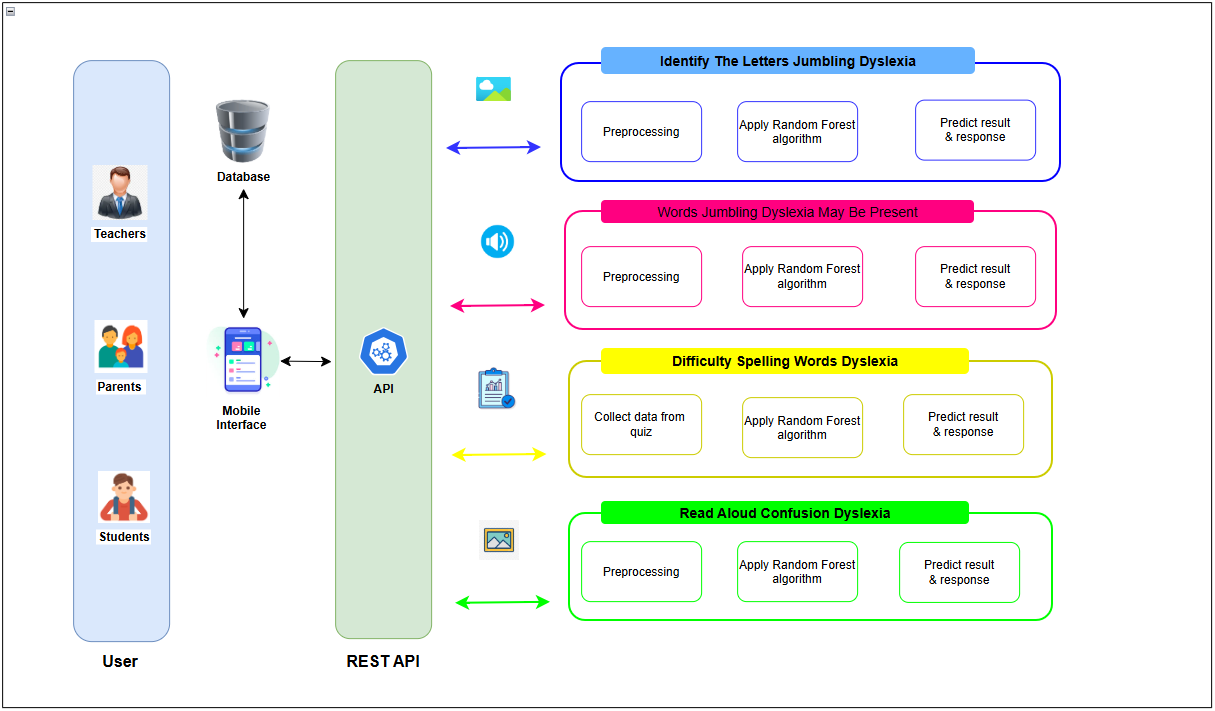 Teachers
Parents
Students
User
Database
Mobile
Interface
API
REST API
Identify The Letters Jumbling Dyslexia
Preprocessing
Apply Random Forest
algorithm
Predict result
& response
Words Jumbling Dyslexia May Be Present
Preprocessing
Apply Random Forest
algorithm
Predict result
& response
Difficulty Spelling Words Dyslexia
Collect data from
quiz
Apply Random Forest
algorithm
Predict result
& response
Read Aloud Confusion Dyslexia
Preprocessing
Apply Random Forest
algorithm
Predict result
& response